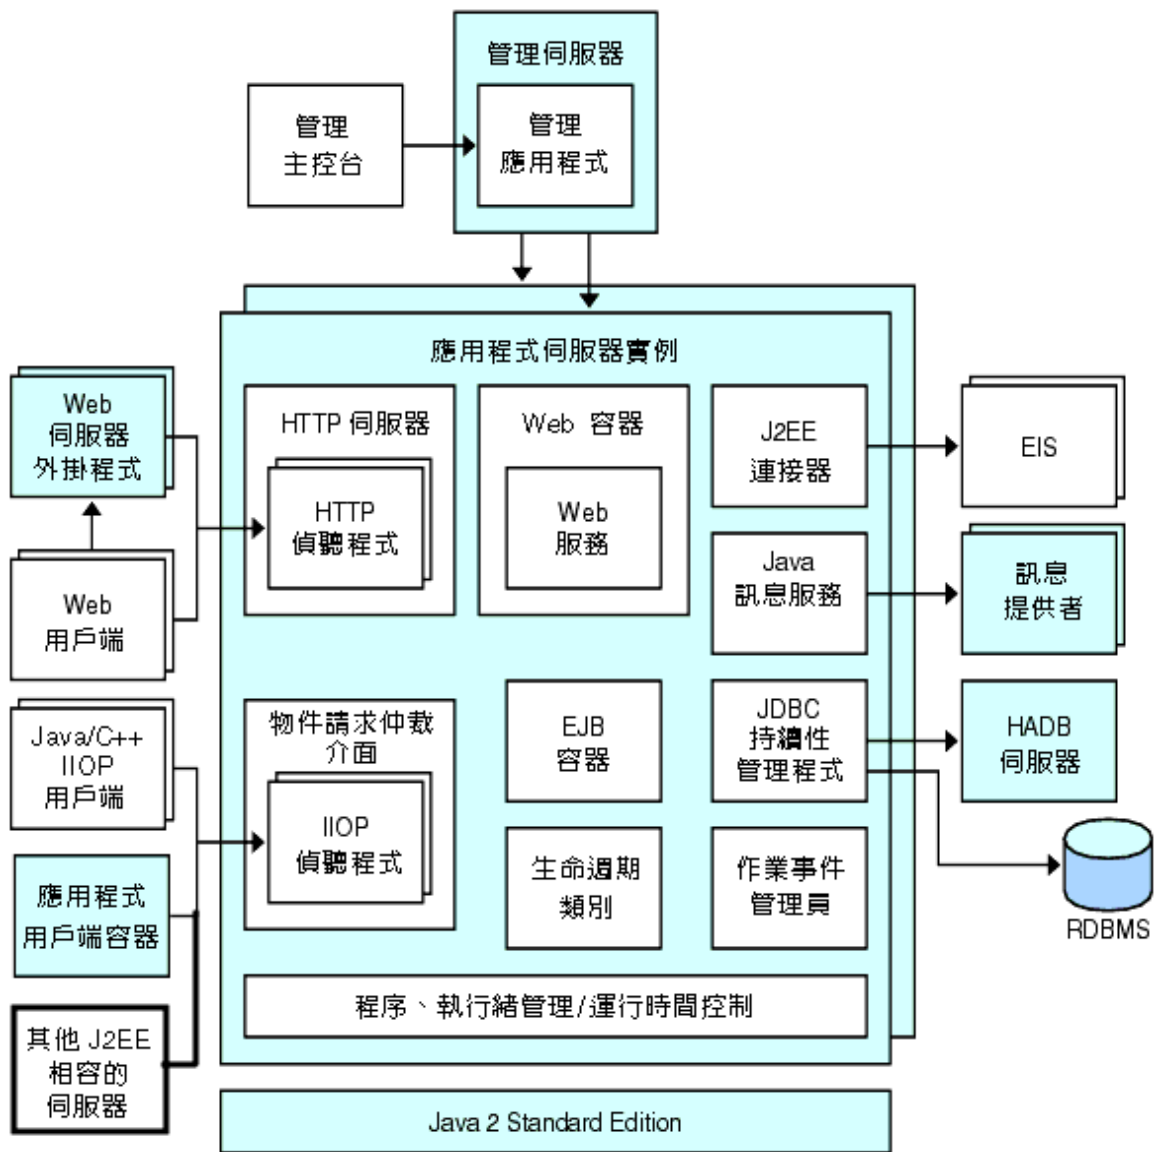 管理伺服器
管理
主控台
管理
應用程式
應用程式伺服器實例
Web
伺服器
外掛程式
HTTP 伺服器
HTTP
偵聽程式
Web 容器
Web
服務
J2EE
連接器
EIS
Java
訊息服務
訊息
提供者
Web
用戶端
Java/C++
IIOP
用戶端
物件請求仲裁
介面
IIOP
偵聽程式
EJB
容器
JDBC
持續性
管理程式
HADB
伺服器
生命週期
類別
作業事件
管理員
RDBMS
應用程式
用戶端容器
程序、執行緒管理/運行時間控制
其他 J2EE
相容的
伺服器
Java 2 Standard Edition